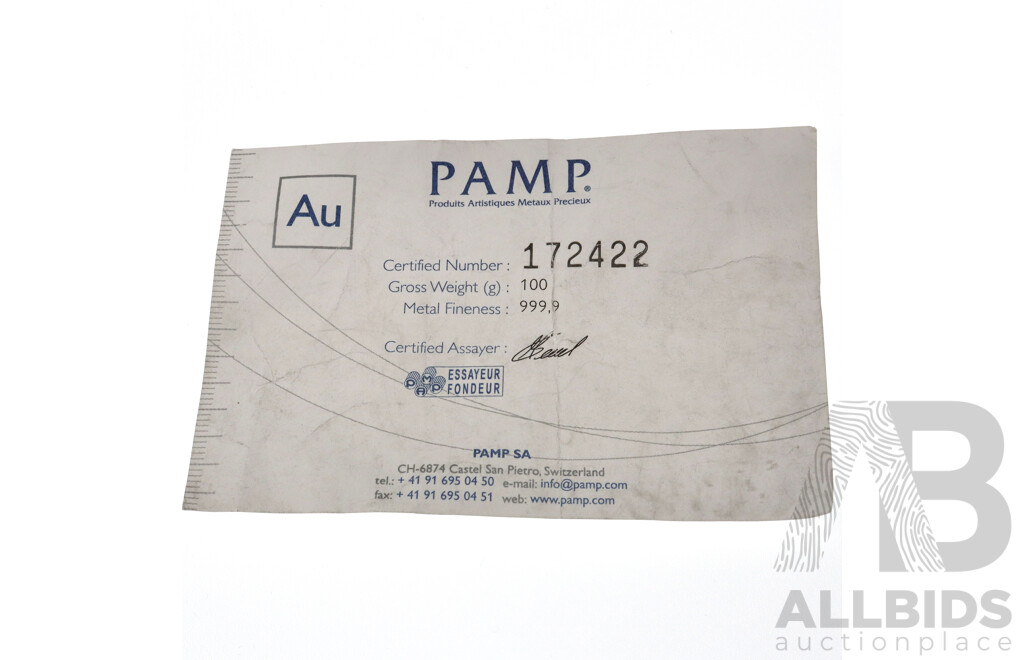 PAMP®
Produits Artistiques Metaux Precieux
Au
Certified Number : 172422
Gross Weight (g) : 100
Metal Fineness : 999,9
Certified Assayer :
PAMP ESSAYEUR
FONDEUR
PAMP SA
CH-6874 Castel San Pietro, Switzerland
tel.: + 41 91 695 04 50 e-mail: info@pamp.com
fax: + 41 91 695 04 51 web: www.pamp.com
AB
ALLBIDS
auctionplace